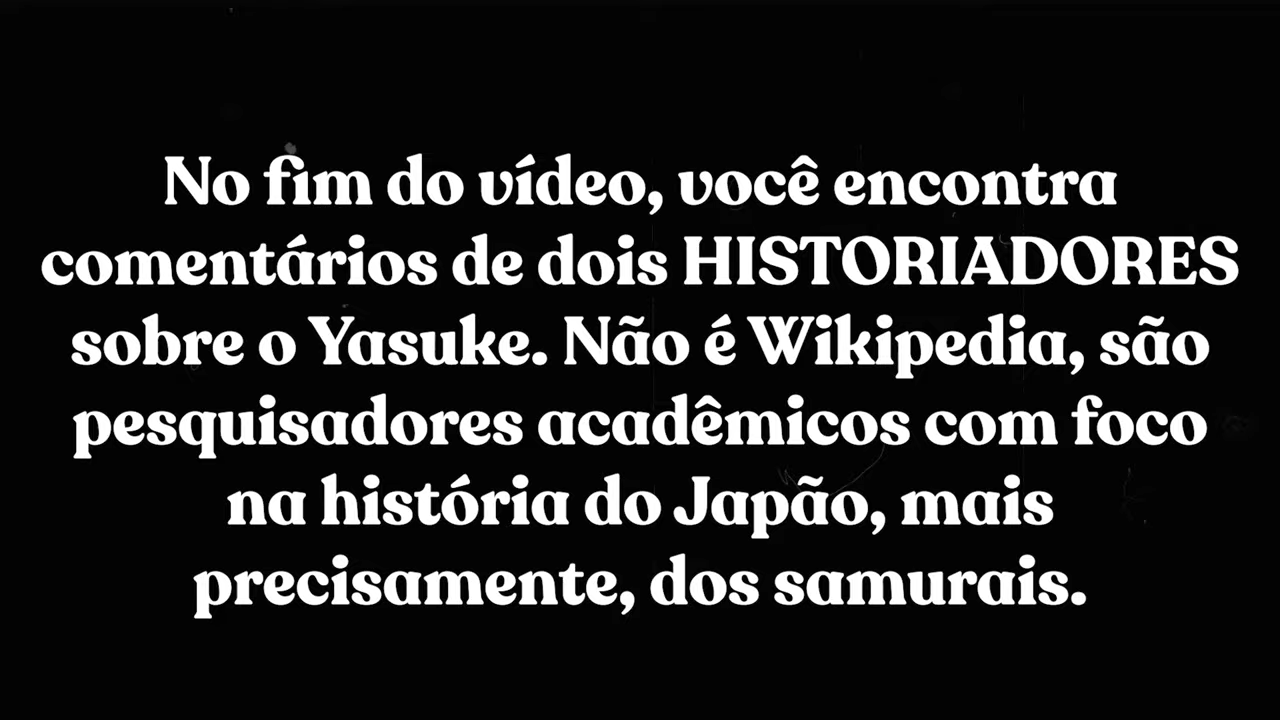 No fim do vídeo, você encontra
comentários de dois HISTORIADORES
sobre o Yasuke. Não é Wikipedia, são
pesquisadores acadêmicos com foco
na história do Japão, mais
precisamente, dos samurais.